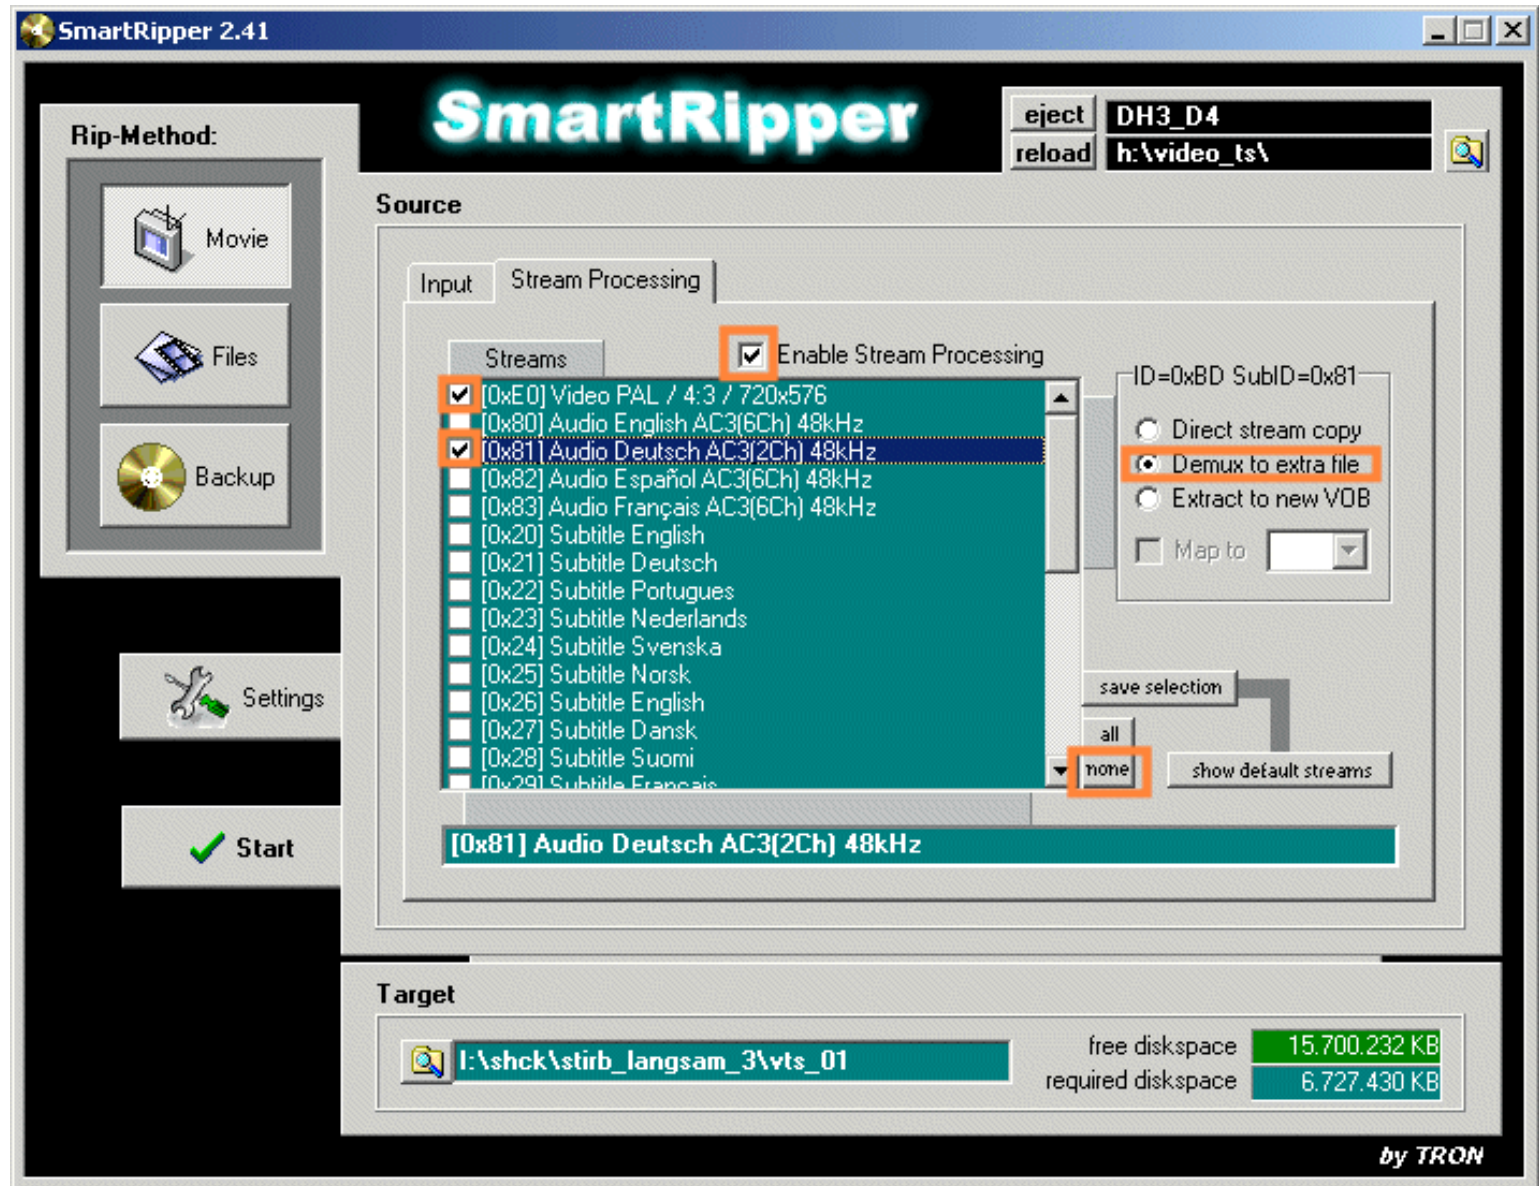 SmartRipper 2.41
SmartRipper
eject DH3_D4
reload h:\video_ts\
Rip-Method:
Movie
Files
Backup
Settings
Start
Source
Input Stream Processing
Streams Enable Stream Processing
[0xE0] Video PAL / 4:3 / 720x576
[0x80] Audio English AC3(6Ch) 48kHz
[0x81] Audio Deutsch AC3(2Ch) 48kHz
[0x82] Audio Español AC3(6Ch) 48kHz
[0x83] Audio Français AC3(6Ch) 48kHz
[0x20] Subtitle English
[0x21] Subtitle Deutsch
[0x22] Subtitle Portugues
[0x23] Subtitle Nederlands
[0x24] Subtitle Svenska
[0x25] Subtitle Norsk
[0x26] Subtitle English
[0x27] Subtitle Dansk
[0x28] Subtitle Suomi
[0x29] Subtitle Français
ID=0xBD SubID=0x81
Direct stream copy
Demux to extra file
Extract to new VOB
Map to
save selection
all
none
show default streams
[0x81] Audio Deutsch AC3(2Ch) 48kHz
Target
I:\shck\stirb_langsam_3\vts_01
free diskspace 15.700.232 KB
required diskspace 6.727.430 KB
by TRON